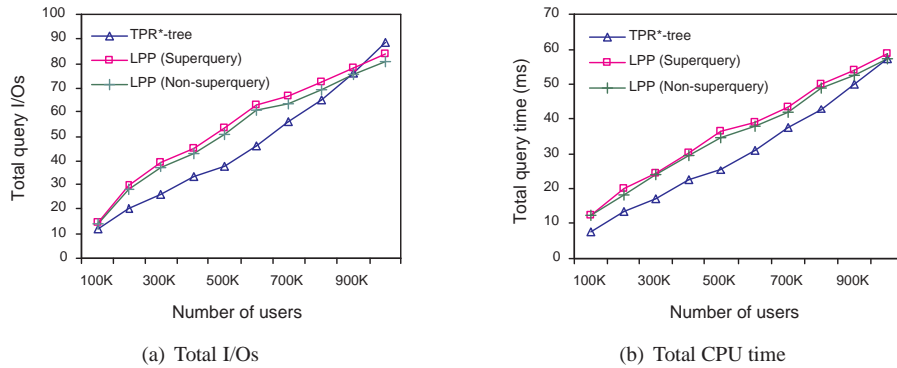 100
90
80
70
60
50
40
30
20
10
0
Total query I/Os
TPR*-tree
LPP (Superquery)
LPP (Non-superquery)
100K 300K 500K 700K 900K
Number of users
(a) Total I/Os
70
60
50
40
30
20
10
0
Total query time (ms)
TPR*-tree
LPP (Superquery)
LPP (Non-superquery)
100K 300K 500K 700K 900K
Number of users
(b) Total CPU time